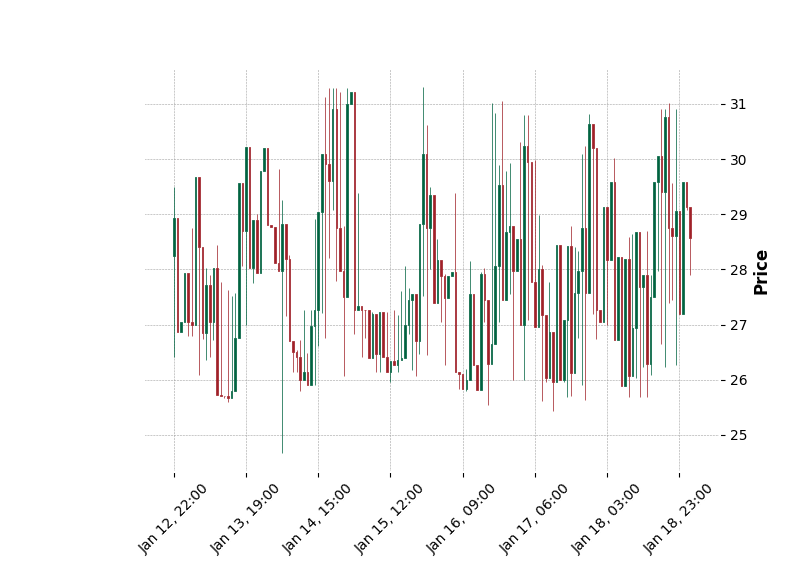 31
30
29
28
27
26
25
Price
Jan 12, 22:00
Jan 13, 19:00
Jan 14, 15:00
Jan 15, 12:00
Jan 16, 09:00
Jan 17, 06:00
Jan 18, 03:00
Jan 18, 23:00